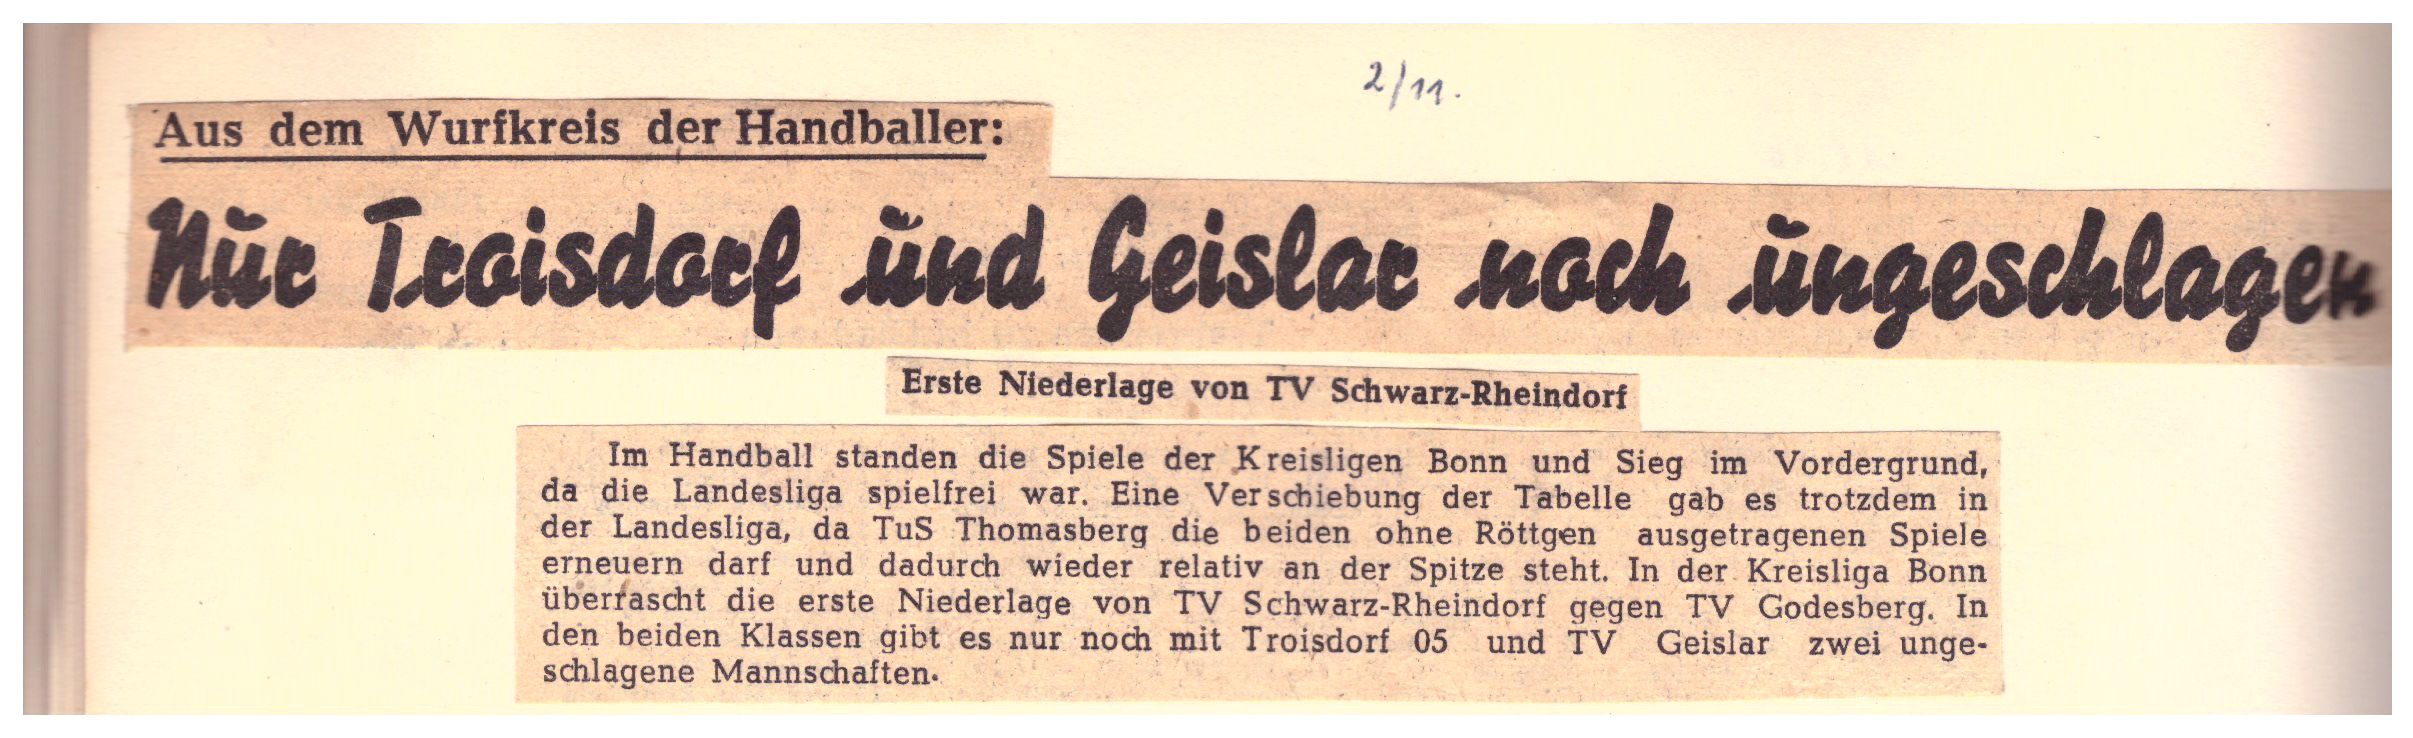 2/11.
Aus dem Wurfkreis der Handballer:
Nur Troisdorf und Geislar noch ungeschlagen
Erste Niederlage von TV Schwarz-Rheindorf
Im Handball standen die Spiele der Kreisligen Bonn und Sieg im Vordergrund,
da die Landesliga spielfrei war. Eine Verschiebung der Tabelle gab es trotzdem in
der Landesliga, da TuS Thomasberg die beiden ohne Röttgen ausgetragenen Spiele
erneuern darf und dadurch wieder relativ an der Spitze steht. In der Kreisliga Bonn
überrascht die erste Niederlage von TV Schwarz-Rheindorf gegen TV Godesberg. In
den beiden Klassen gibt es nur noch mit Troisdorf 05 und TV Geislar zwei unge-
schlagene Mannschaften.